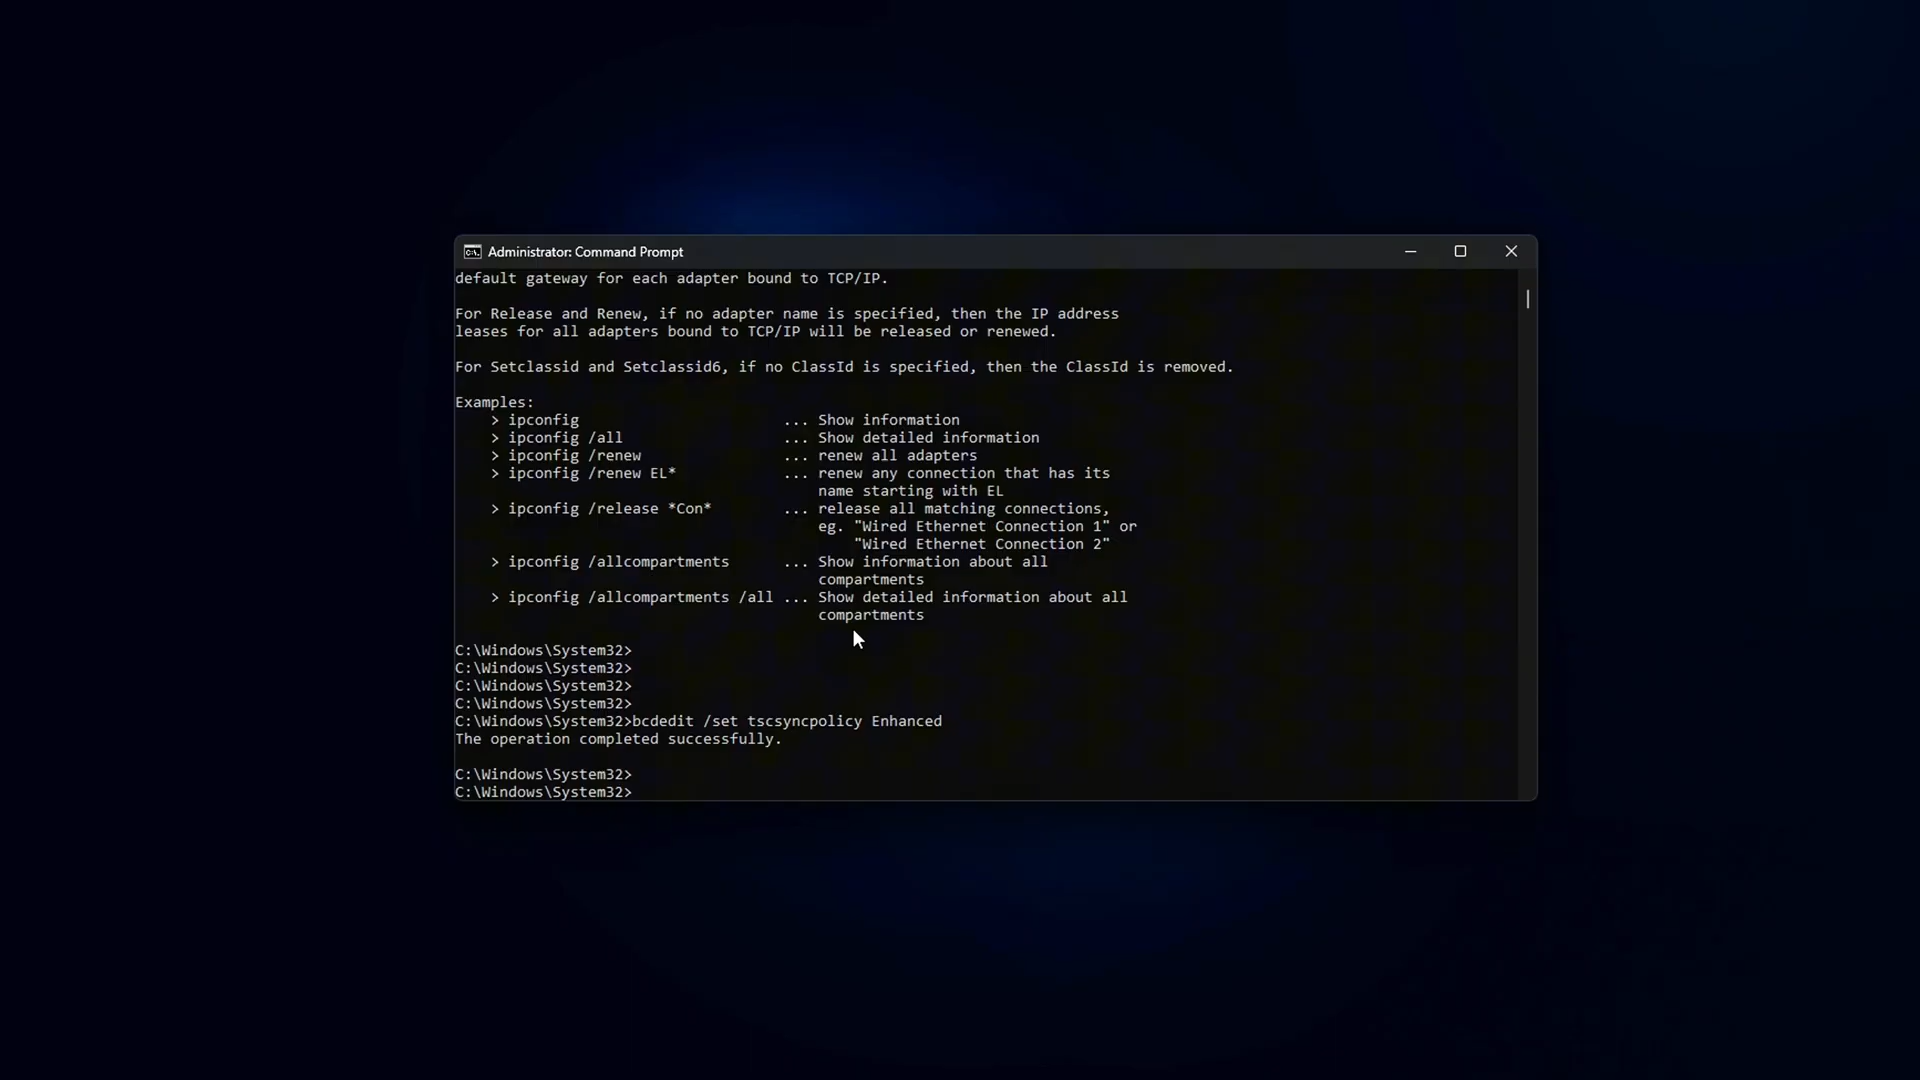 Administrator: Command Prompt
default gateway for each adapter bound to TCP/IP.
For Release and Renew, if no adapter name is specified, then the IP address
leases for all adapters bound to TCP/IP will be released or renewed.
For Setclassid and Setclassid6, if no ClassId is specified, then the ClassId is removed.
Examples:
> ipconfig ... Show information
> ipconfig /all ... Show detailed information
> ipconfig /renew ... renew all adapters
> ipconfig /renew EL* ... renew any connection that has its
name starting with EL
> ipconfig /release *Con* ... release all matching connections,
eg. "Wired Ethernet Connection 1" or
"Wired Ethernet Connection 2"
> ipconfig /allcompartments ... Show information about all
compartments
> ipconfig /allcompartments /all ... Show detailed information about all
compartments
C:\Windows\System32>
C:\Windows\System32>
C:\Windows\System32>
C:\Windows\System32>
C:\Windows\System32>bcdedit /set tscsyncpolicy Enhanced
The operation completed successfully.
C:\Windows\System32>
C:\Windows\System32>